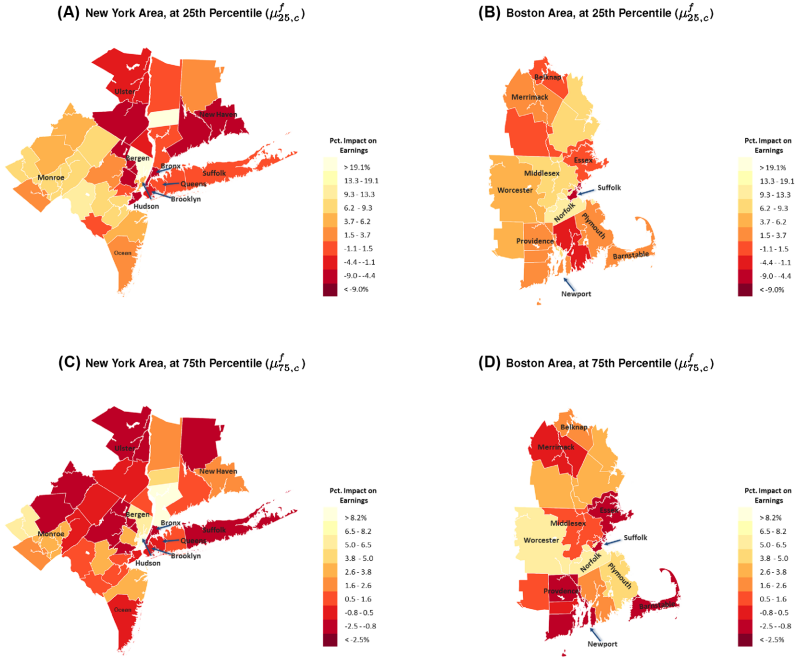 (A) New York Area, at 25th Percentile (μ^f_{25,c})
Ulster
New Haven
Bergen
Bronx
Monroe
Suffolk
Queens
Brooklyn
Hudson
Ocean
Pct. Impact on
Earnings
> 19.1%
13.3 - 19.1
9.3 - 13.3
6.2 - 9.3
3.7 - 6.2
1.5 - 3.7
-1.1 - 1.5
-4.4 - -1.1
-9.0 - -4.4
< -9.0%
(B) Boston Area, at 25th Percentile (μ^f_{25,c})
Belknap
Merrimack
Essex
Middlesex
Worcester
Suffolk
Norfolk
Plymouth
Providence
Barnstable
Newport
Pct. Impact on
Earnings
> 19.1%
13.3 - 19.1
9.3 - 13.3
6.2 - 9.3
3.7 - 6.2
1.5 - 3.7
-1.1 - 1.5
-4.4 - -1.1
-9.0 - -4.4
< -9.0%
(C) New York Area, at 75th Percentile (μ^f_{75,c})
Ulster
New Haven
Bergen
Bronx
Monroe
Suffolk
Queens
Brooklyn
Hudson
Ocean
Pct. Impact on
Earnings
> 8.2%
6.5 - 8.2
5.0 - 6.5
3.8 - 5.0
2.6 - 3.8
1.6 - 2.6
0.5 - 1.6
-0.8 - 0.5
-2.5 - -0.8
< -2.5%
(D) Boston Area, at 75th Percentile (μ^f_{75,c})
Belknap
Merrimack
Essex
Middlesex
Worcester
Suffolk
Norfolk
Plymouth
Providence
Barnstable
Newport
Pct. Impact on
Earnings
> 8.2%
6.5 - 8.2
5.0 - 6.5
3.8 - 5.0
2.6 - 3.8
1.6 - 2.6
0.5 - 1.6
-0.8 - 0.5
-2.5 - -0.8
< -2.5%